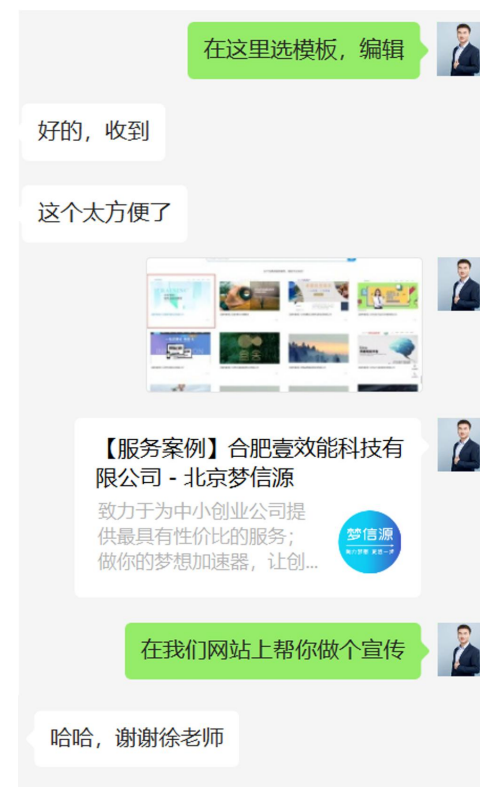 在这里选模板，编辑
好的，收到
这个太方便了
【服务案例】合肥壹效能科技有
限公司 - 北京梦信源
致力于为中小创业公司提
供最具有性价比的服务；
做你的梦想加速器，让创...
梦信源
在我们网站上帮你做个宣传
哈哈，谢谢徐老师